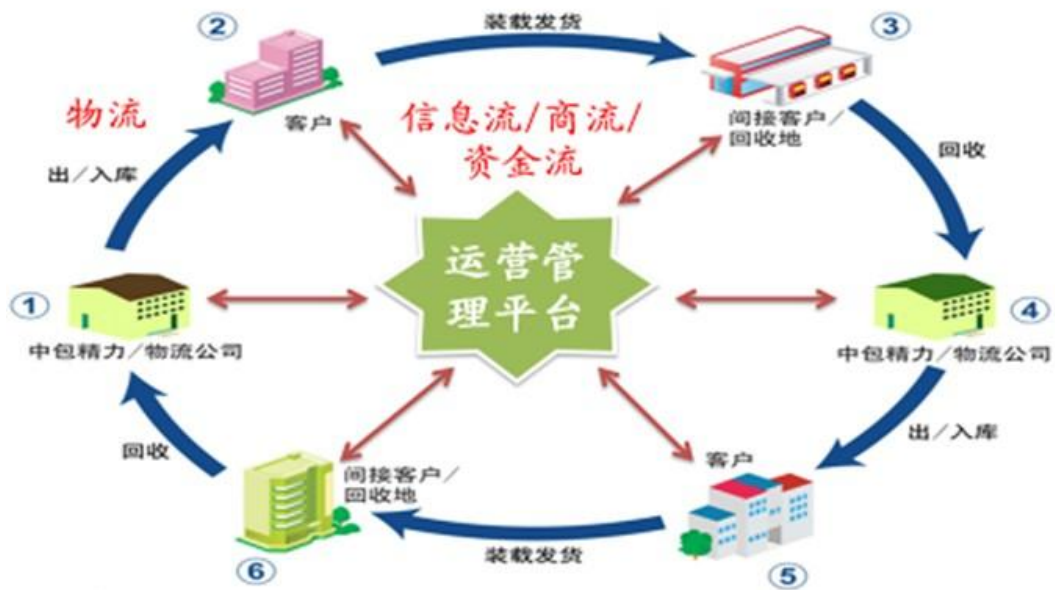 ②
装载发货
③
物流
客户
信息流/商流/
资金流
间接客户/
回收地
回收
出/入库
运营管
理平台
①
中包精力/物流公司
④
中包精力/物流公司
回收
间接客户/
回收地
客户
出/入库
装载发货
⑥
⑤